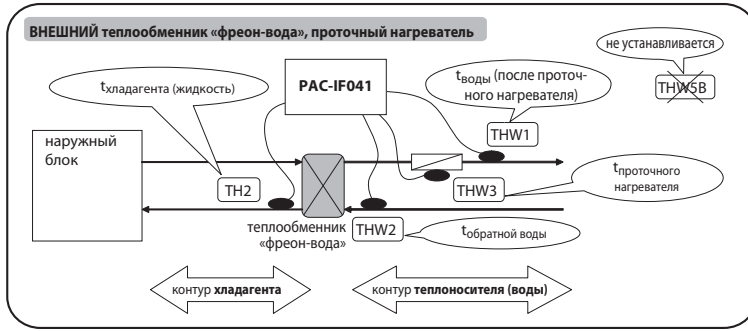 ВНЕШНИЙ теплообменник «фреон-вода», проточный нагреватель
не устанавливается
THW5B
tхладагента (жидкость)
PAC-IF041
tводы (после проточ-
ного нагревателя)
THW1
наружный
блок
TH2
THW3
tпроточного
нагревателя
теплообменник
«фреон-вода»
THW2
tобратной воды
контур хладагента
контур теплоносителя (воды)